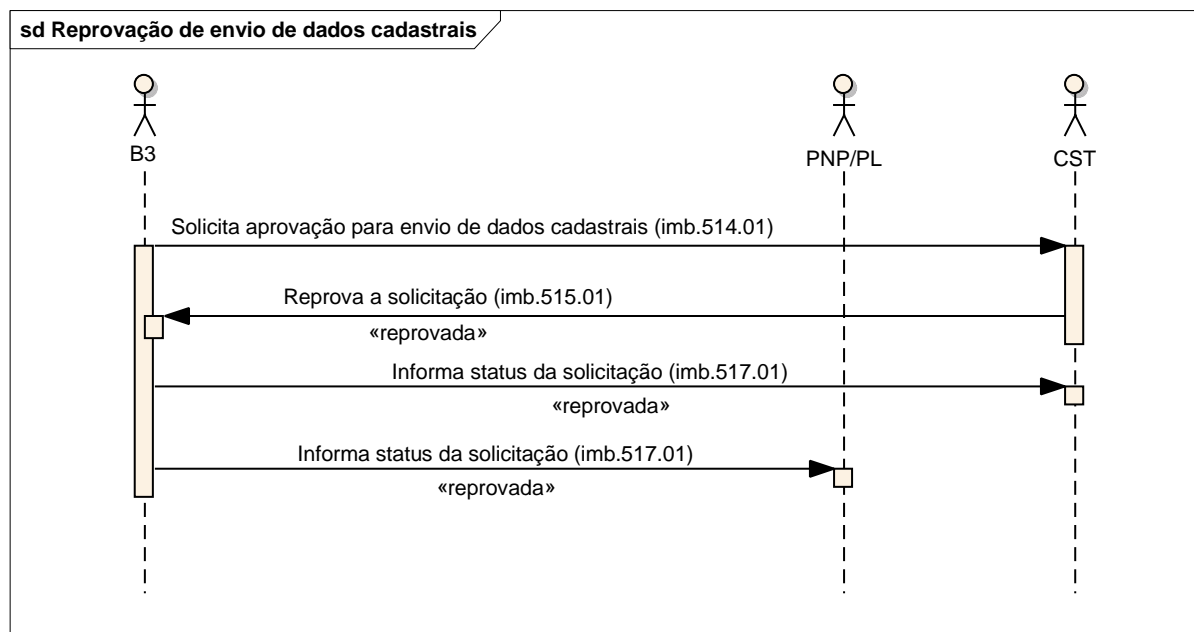 sd Reprovação de envio de dados cadastrais
B3
PNP/PL
CST
Solicita aprovação para envio de dados cadastrais (imb.514.01)
Reprova a solicitação (imb.515.01)
«reprovada»
Informa status da solicitação (imb.517.01)
«reprovada»
Informa status da solicitação (imb.517.01)
«reprovada»